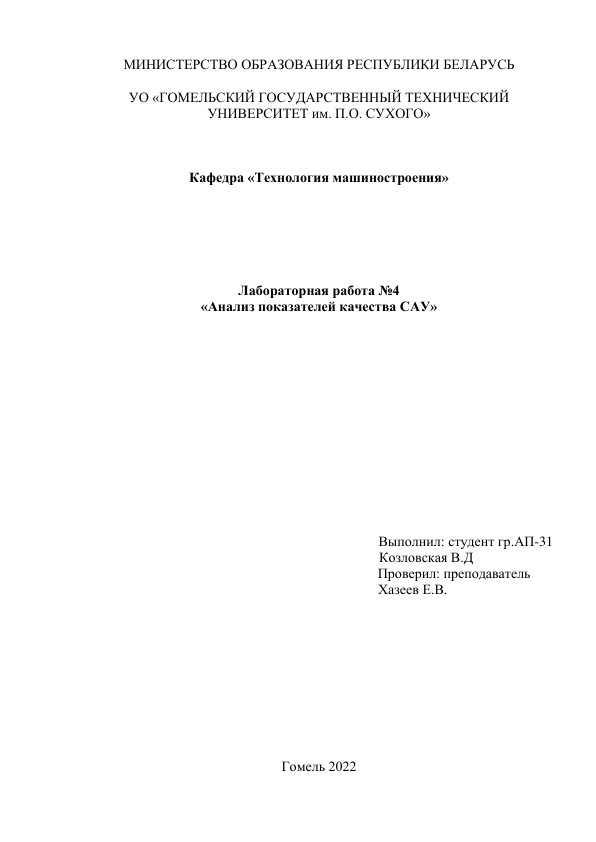 МИНИСТЕРСТВО ОБРАЗОВАНИЯ РЕСПУБЛИКИ БЕЛАРУСЬ
УО «ГОМЕЛЬСКИЙ ГОСУДАРСТВЕННЫЙ ТЕХНИЧЕСКИЙ
УНИВЕРСИТЕТ им. П.О. СУХОГО»
Кафедра «Технология машиностроения»
Лабораторная работа №4
«Анализ показателей качества САУ»
Выполнил: студент гр.АП-31
Козловская В.Д
Проверил: преподаватель
Хазеев Е.В.
Гомель 2022